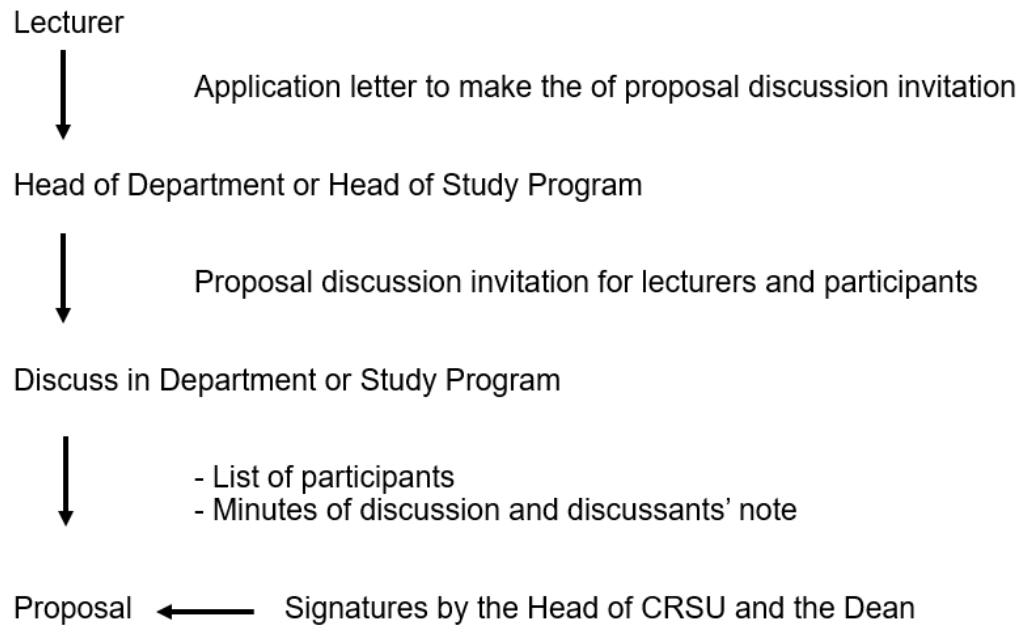 Lecturer
Application letter to make the of proposal discussion invitation
Head of Department or Head of Study Program
Proposal discussion invitation for lecturers and participants
Discuss in Department or Study Program
- List of participants
- Minutes of discussion and discussants’ note
Proposal
Signatures by the Head of CRSU and the Dean